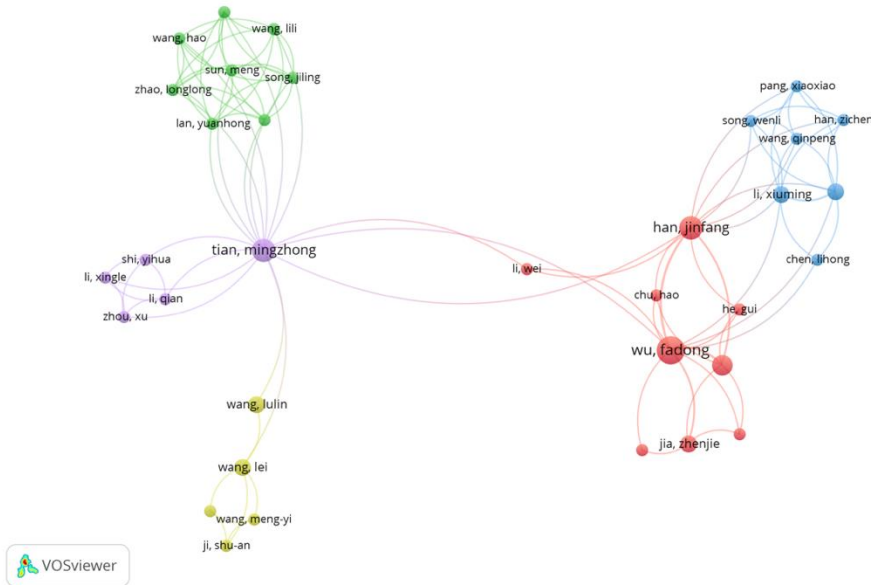 wang, lili
wang, hao
sun, meng
song, jiling
zhao, longlong
lan, yuanhong
pang, xiaoxiao
song, wenli
han, zichen
wang, qinpeng
li, xiuming
han, jinfang
tian, mingzhong
shi, yihua
chen, lihong
li, xingle
li, wei
li, qian
chu, hao
he, gui
zhou, xu
wu, fadong
wang, lulin
jia, zhenjie
wang, lei
wang, meng-yi
ji, shu-an
VOSviewer